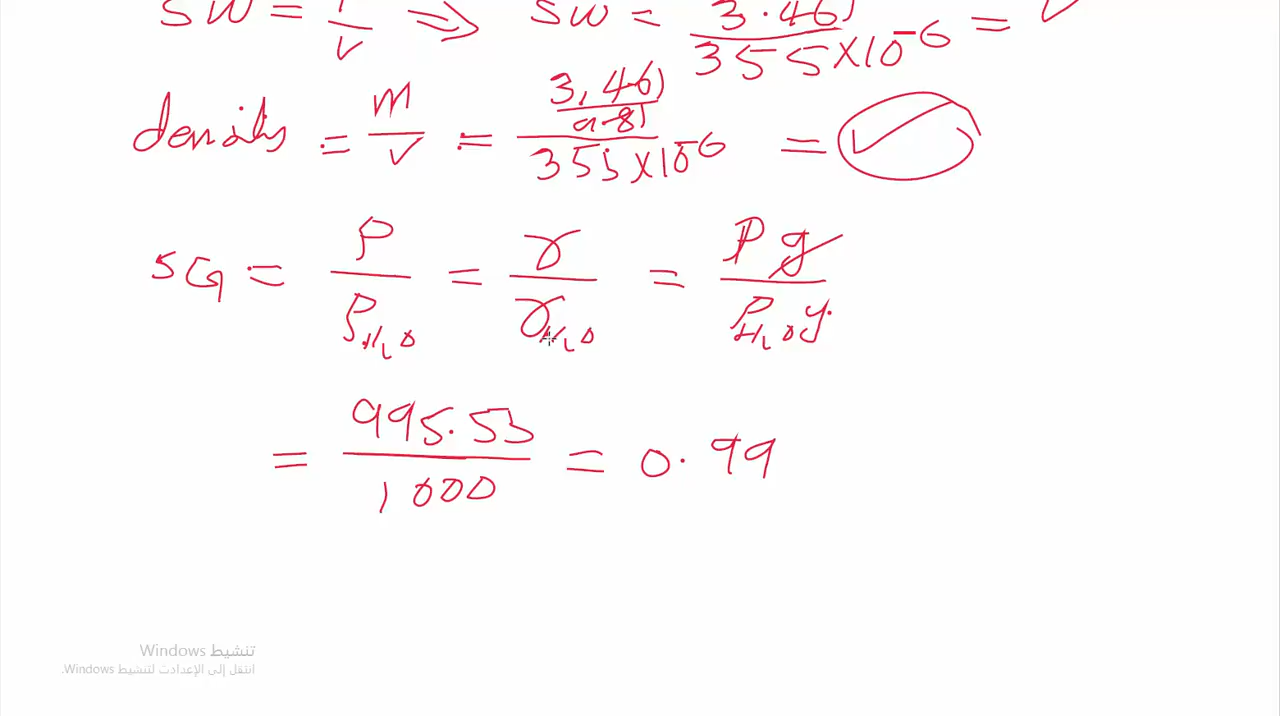 SW = F/V ⇒ SW = 3.461/355×10⁻⁶ =
density = m/v = (3,461/9.81)/(355×10⁻⁶) =
SG = ρ/ρH₂O = γ/γH₂O = ρg/ρH₂O g
= 995.53/1000 = 0.99
تنشيط Windows
انتقل إلى الإعدادات لتنشيط Windows.